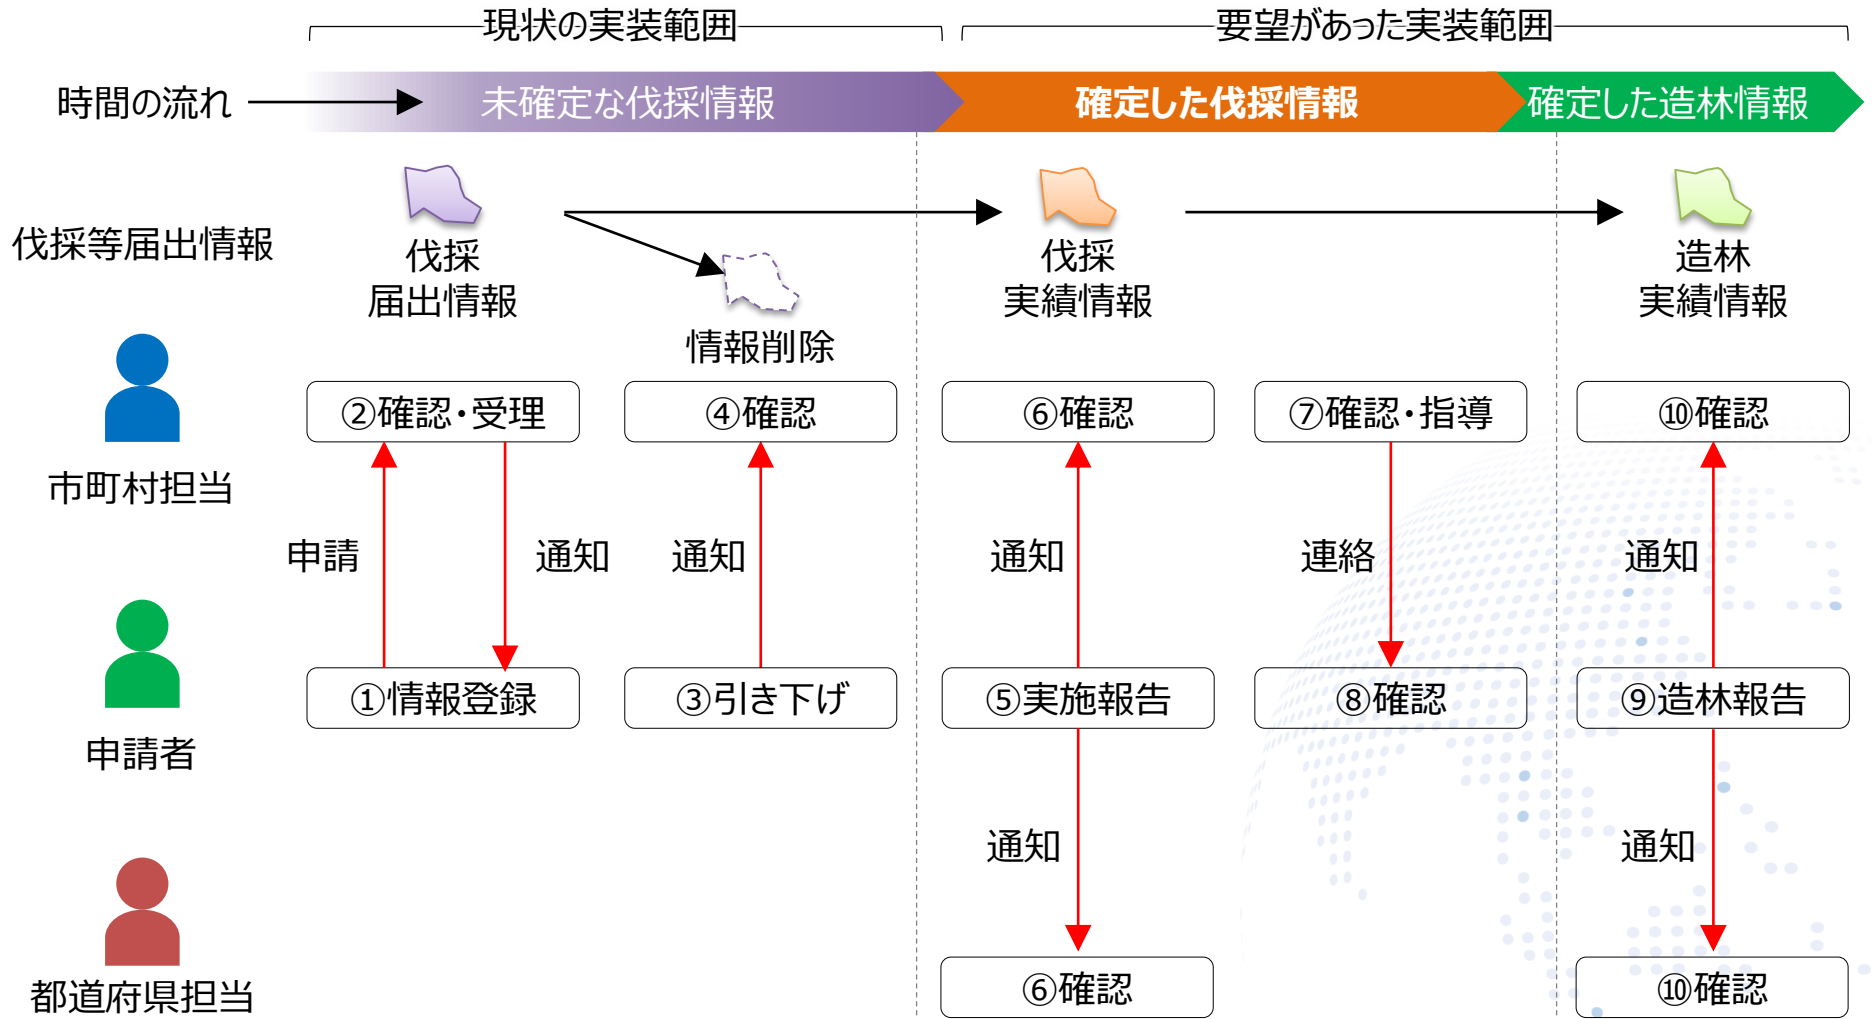 現状の実装範囲
要望があった実装範囲
時間の流れ
未確定な伐採情報
確定した伐採情報
確定した造林情報
伐採等届出情報
伐採
届出情報
情報削除
伐採
実績情報
造林
実績情報
市町村担当
②確認・受理
④確認
⑥確認
⑦確認・指導
⑩確認
申請
通知
通知
通知
連絡
通知
申請者
①情報登録
③引き下げ
⑤実施報告
⑧確認
⑨造林報告
通知
通知
都道府県担当
⑥確認
⑩確認